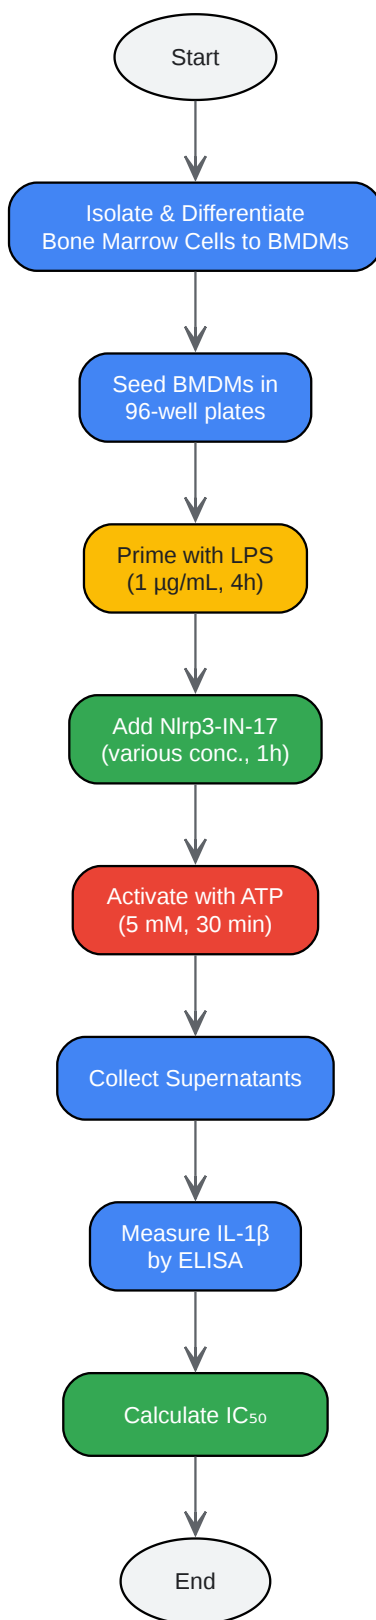 Start
Isolate & Differentiate
Bone Marrow Cells to BMDMs
Seed BMDMs in
96-well plates
Prime with LPS
(1 µg/mL, 4h)
Add Nlrp3-IN-17
(various conc., 1h)
Activate with ATP
(5 mM, 30 min)
Collect Supernatants
Measure IL-1β
by ELISA
Calculate IC₅₀
End